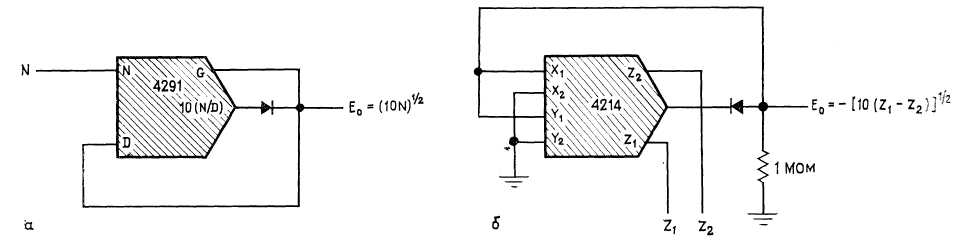 N
N
G
4291
10 (N/D)
D
E₀ = (10N)^1/2
а
X₁
X₂
Y₁
Y₂
Z₂
4214
Z₁
E₀ = − [10 (Z₁ − Z₂)]^1/2
1 МОм
Z₁
Z₂
б